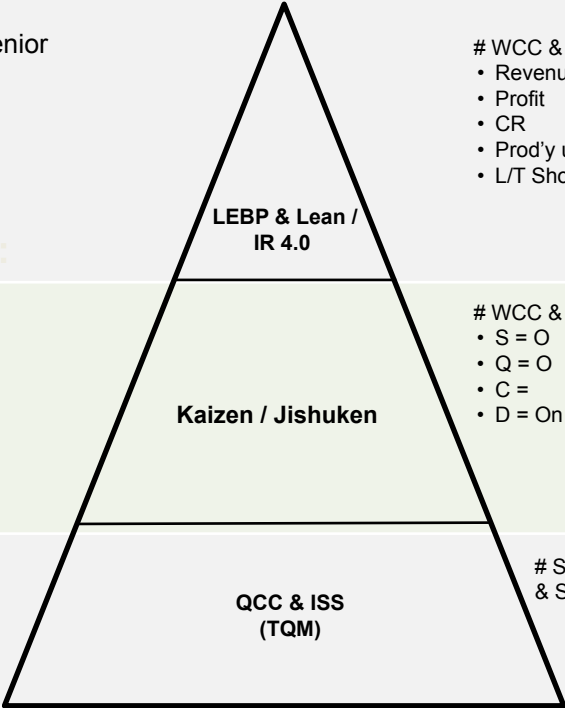 enior
# WCC &
• Revenu
• Profit
• CR
• Prod'y u
• L/T Sho
LEBP & Lean /
IR 4.0
# WCC &
• S = O
• Q = O
• C =
• D = On
Kaizen / Jishuken
# S
& S
QCC & ISS
(TQM)